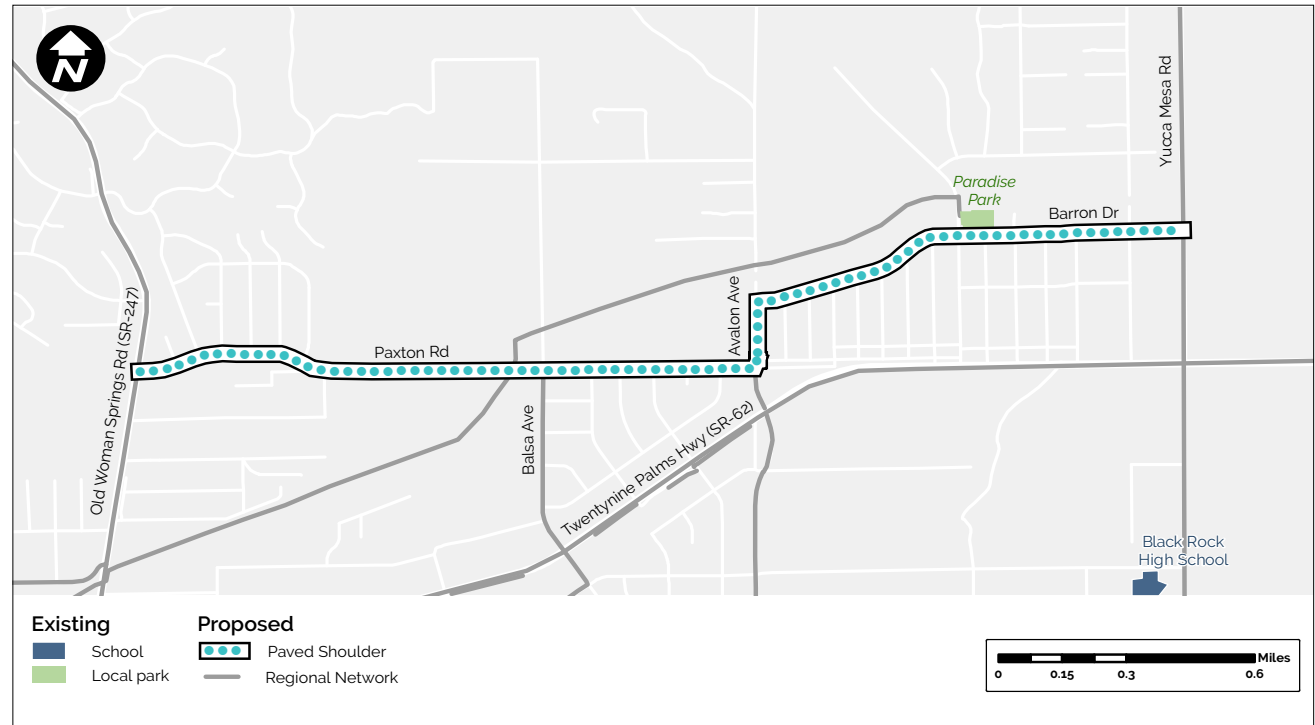 N
Yucca Mesa Rd
Paradise
Park
Barron Dr
Avalon Ave
Old Woman Springs Rd (SR-247)
Paxton Rd
Balsa Ave
Twentynine Palms Hwy (SR-62)
Black Rock
High School
Existing
School
Local park
Proposed
Paved Shoulder
Regional Network
Miles
0 0.15 0.3 0.6